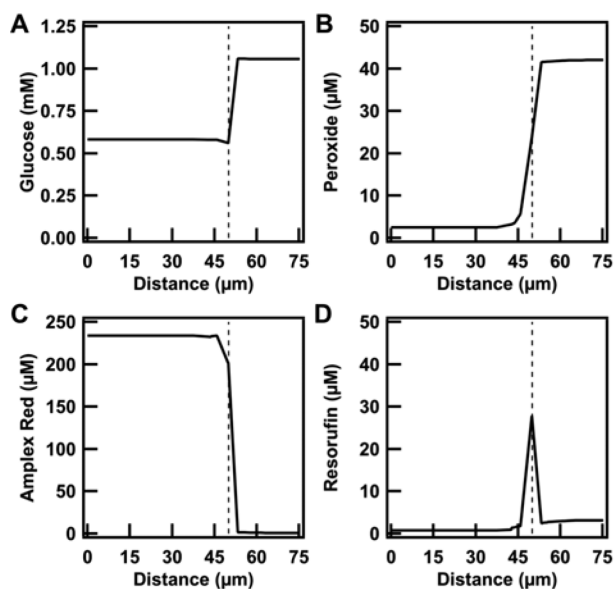 A
Glucose (mM)
1.25
1.00
0.75
0.50
0.25
0.00
0 15 30 45 60 75
Distance (µm)
B
Peroxide (µM)
50
40
30
20
10
0
0 15 30 45 60 75
Distance (µm)
C
Amplex Red (µM)
250
200
150
100
50
0
0 15 30 45 60 75
Distance (µm)
D
Resorufin (µM)
50
40
30
20
10
0
0 15 30 45 60 75
Distance (µm)